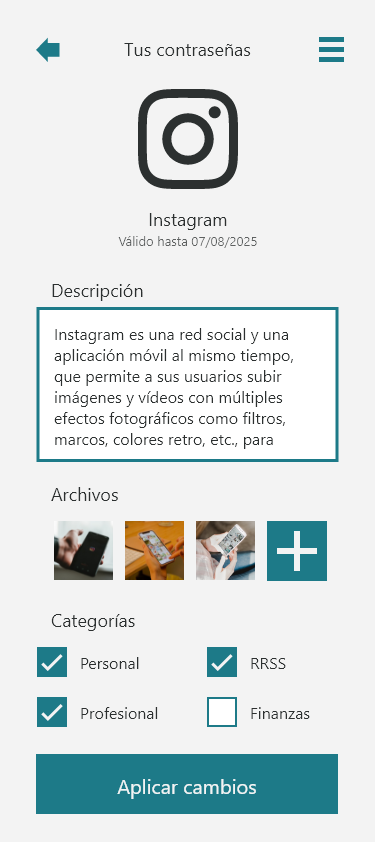 Tus contraseñas
Instagram
Válido hasta 07/08/2025
Descripción
Instagram es una red social y una
aplicación móvil al mismo tiempo,
que permite a sus usuarios subir
imágenes y vídeos con múltiples
efectos fotográficos como filtros,
marcos, colores retro, etc., para
Archivos
Categorías
Personal
RRSS
Profesional
Finanzas
Aplicar cambios